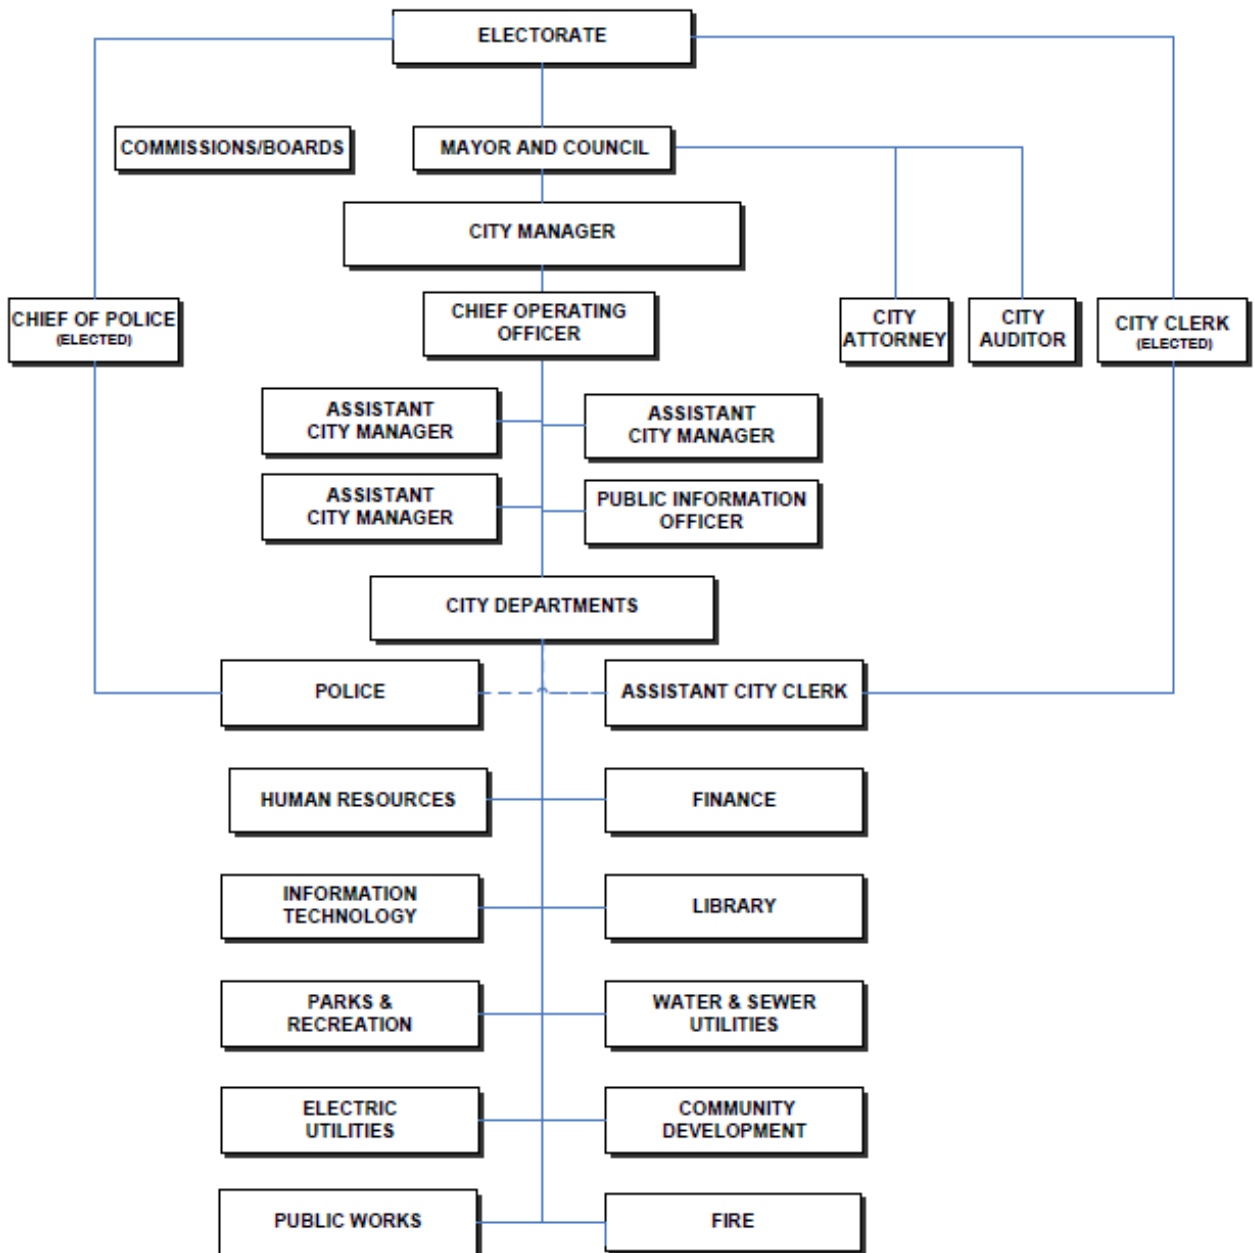 ELECTORATE
COMMISSIONS/BOARDS
MAYOR AND COUNCIL
CITY MANAGER
CHIEF OF POLICE
(ELECTED)
CHIEF OPERATING
OFFICER
CITY
ATTORNEY
CITY
AUDITOR
CITY CLERK
(ELECTED)
ASSISTANT
CITY MANAGER
ASSISTANT
CITY MANAGER
ASSISTANT
CITY MANAGER
PUBLIC INFORMATION
OFFICER
CITY DEPARTMENTS
POLICE
ASSISTANT CITY CLERK
HUMAN RESOURCES
FINANCE
INFORMATION
TECHNOLOGY
LIBRARY
PARKS &
RECREATION
WATER & SEWER
UTILITIES
ELECTRIC
UTILITIES
COMMUNITY
DEVELOPMENT
PUBLIC WORKS
FIRE